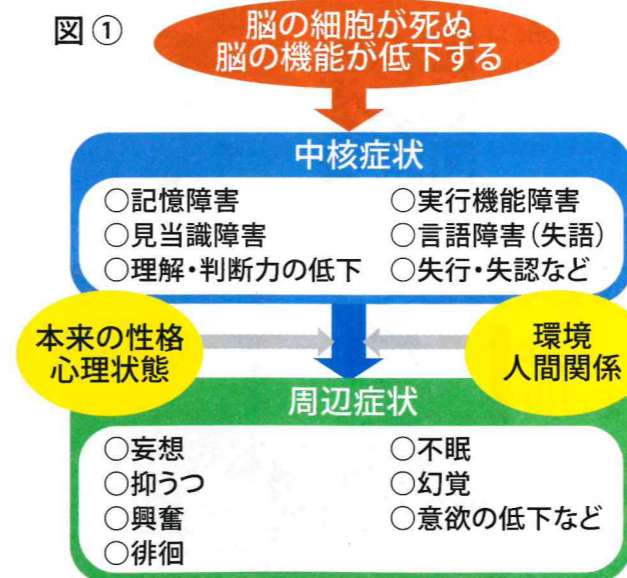 図①
脳の細胞が死ぬ
脳の機能が低下する
中核症状
○記憶障害
○見当識障害
○理解・判断力の低下
○実行機能障害
○言語障害(失語)
○失行・失認など
本来の性格
心理状態
環境
人間関係
周辺症状
○妄想
○抑うつ
○興奮
○徘徊
○不眠
○幻覚
○意欲の低下など